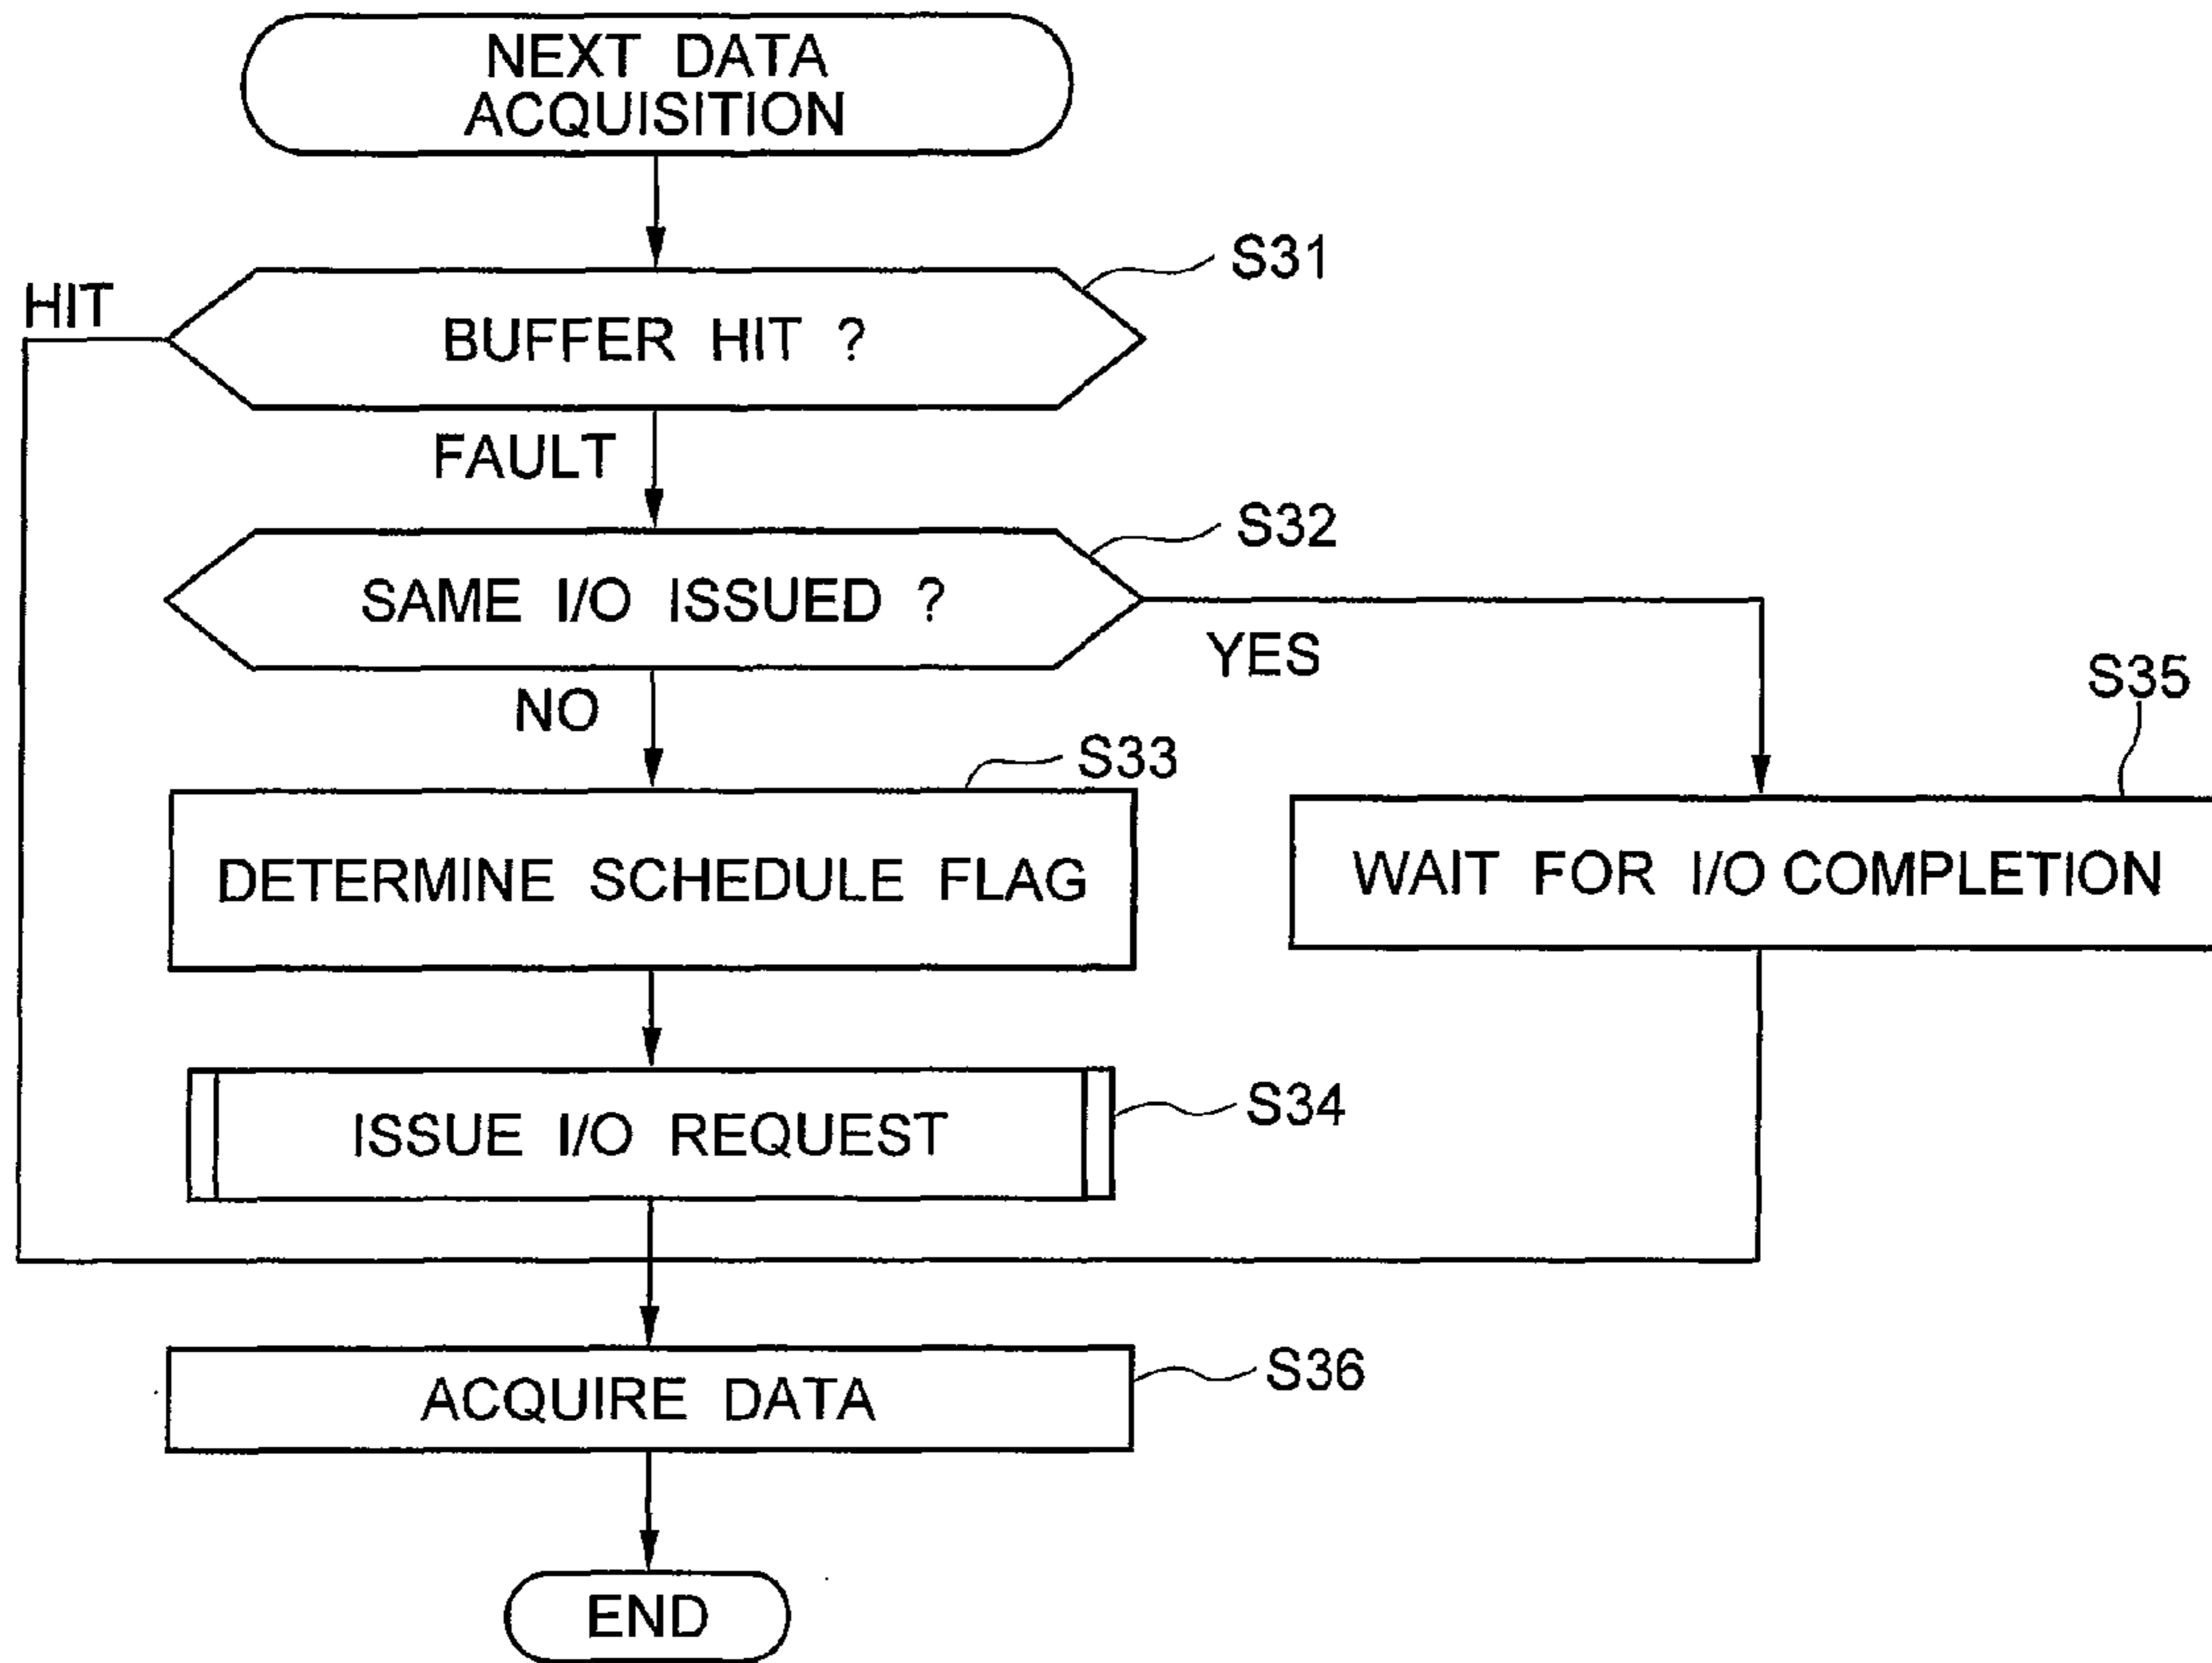 NEXT DATA
ACQUISITION
S31
HIT
BUFFER HIT ?
FAULT
S32
SAME I/O ISSUED ?
YES
NO
S35
S33
DETERMINE SCHEDULE FLAG
WAIT FOR I/O COMPLETION
ISSUE I/O REQUEST
S34
ACQUIRE DATA
S36
END